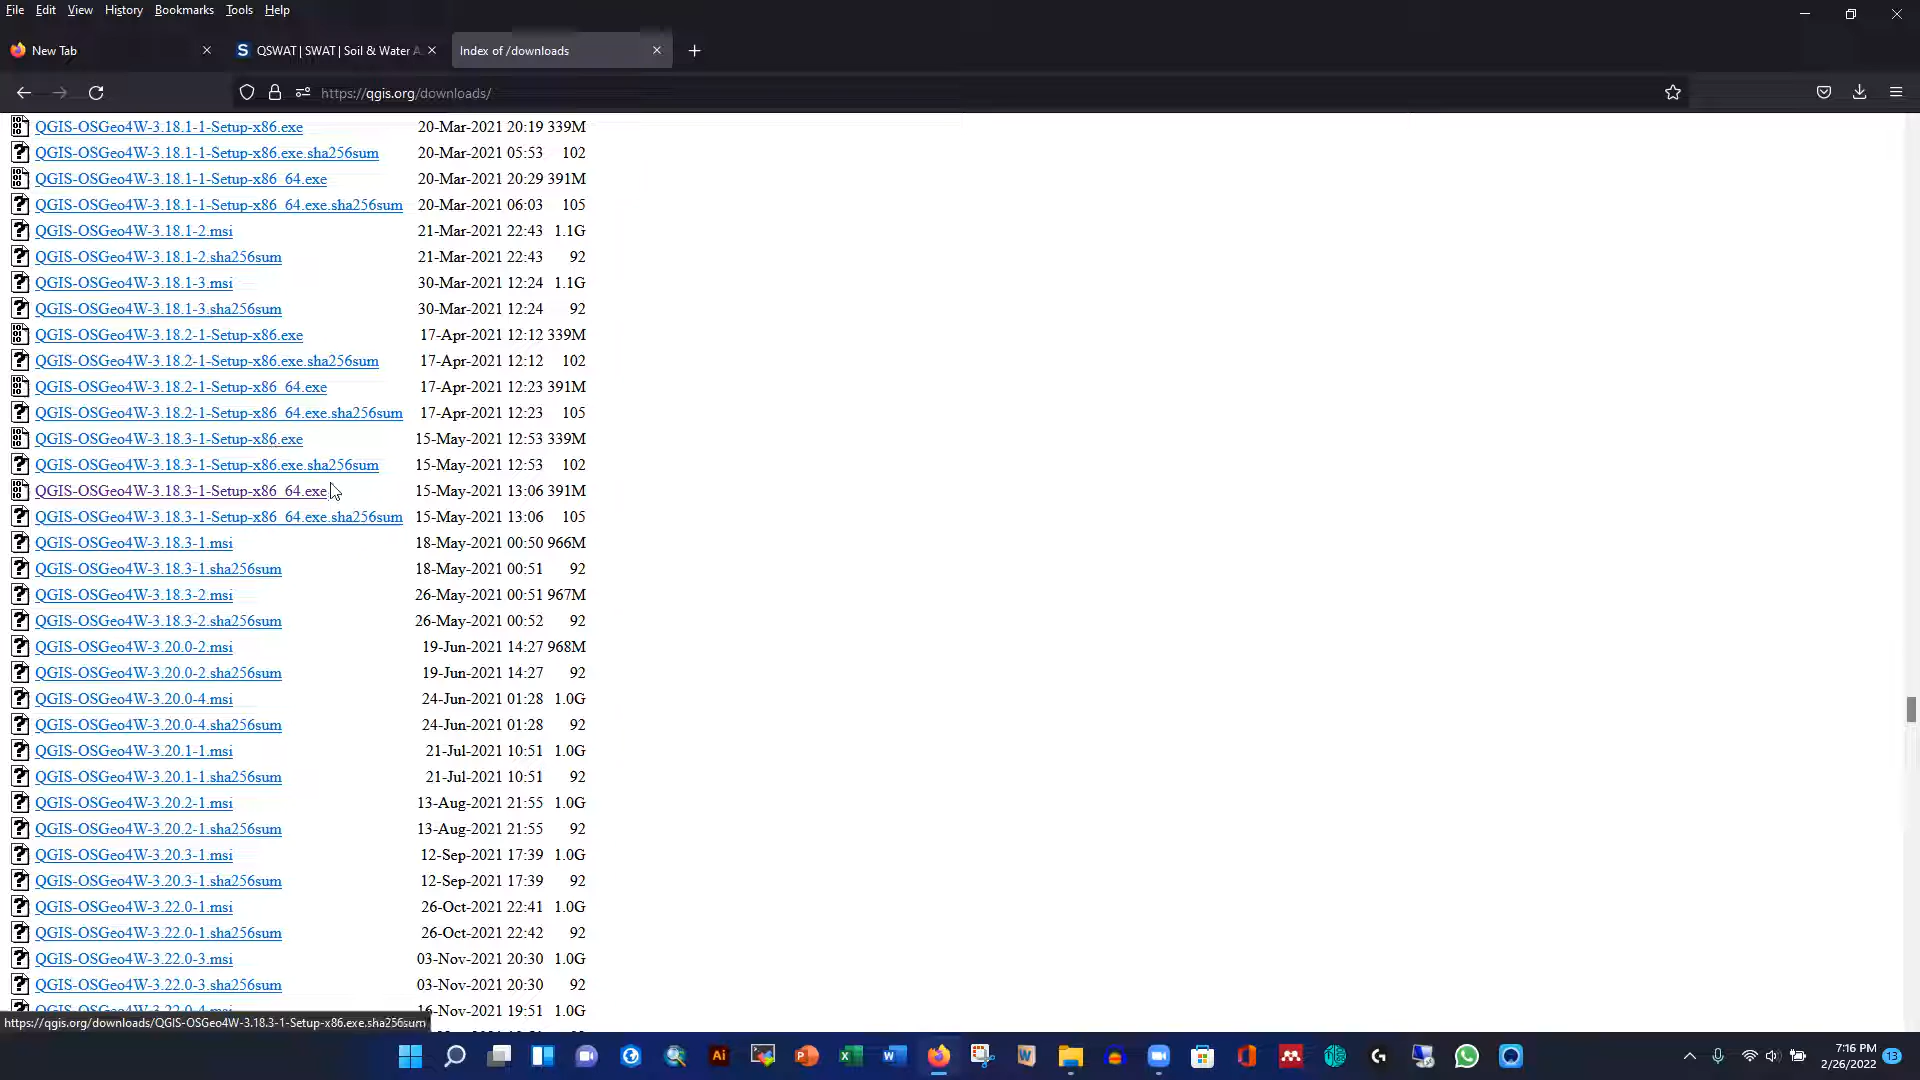 File Edit View History Bookmarks Tools Help
New Tab
QSWAT | SWAT | Soil & Water A
Index of /downloads
https://qgis.org/downloads/
QGIS-OSGeo4W-3.18.1-1-Setup-x86.exe 20-Mar-2021 20:19 339M
QGIS-OSGeo4W-3.18.1-1-Setup-x86.exe.sha256sum 20-Mar-2021 05:53 102
QGIS-OSGeo4W-3.18.1-1-Setup-x86_64.exe 20-Mar-2021 20:29 391M
QGIS-OSGeo4W-3.18.1-1-Setup-x86_64.exe.sha256sum 20-Mar-2021 06:03 105
QGIS-OSGeo4W-3.18.1-2.msi 21-Mar-2021 22:43 1.1G
QGIS-OSGeo4W-3.18.1-2.sha256sum 21-Mar-2021 22:43 92
QGIS-OSGeo4W-3.18.1-3.msi 30-Mar-2021 12:24 1.1G
QGIS-OSGeo4W-3.18.1-3.sha256sum 30-Mar-2021 12:24 92
QGIS-OSGeo4W-3.18.2-1-Setup-x86.exe 17-Apr-2021 12:12 339M
QGIS-OSGeo4W-3.18.2-1-Setup-x86.exe.sha256sum 17-Apr-2021 12:12 102
QGIS-OSGeo4W-3.18.2-1-Setup-x86_64.exe 17-Apr-2021 12:23 391M
QGIS-OSGeo4W-3.18.2-1-Setup-x86_64.exe.sha256sum 17-Apr-2021 12:23 105
QGIS-OSGeo4W-3.18.3-1-Setup-x86.exe 15-May-2021 12:53 339M
QGIS-OSGeo4W-3.18.3-1-Setup-x86.exe.sha256sum 15-May-2021 12:53 102
QGIS-OSGeo4W-3.18.3-1-Setup-x86_64.exe 15-May-2021 13:06 391M
QGIS-OSGeo4W-3.18.3-1-Setup-x86_64.exe.sha256sum 15-May-2021 13:06 105
QGIS-OSGeo4W-3.18.3-1.msi 18-May-2021 00:50 966M
QGIS-OSGeo4W-3.18.3-1.sha256sum 18-May-2021 00:51 92
QGIS-OSGeo4W-3.18.3-2.msi 26-May-2021 00:51 967M
QGIS-OSGeo4W-3.18.3-2.sha256sum 26-May-2021 00:52 92
QGIS-OSGeo4W-3.20.0-2.msi 19-Jun-2021 14:27 968M
QGIS-OSGeo4W-3.20.0-2.sha256sum 19-Jun-2021 14:27 92
QGIS-OSGeo4W-3.20.0-4.msi 24-Jun-2021 01:28 1.0G
QGIS-OSGeo4W-3.20.0-4.sha256sum 24-Jun-2021 01:28 92
QGIS-OSGeo4W-3.20.1-1.msi 21-Jul-2021 10:51 1.0G
QGIS-OSGeo4W-3.20.1-1.sha256sum 21-Jul-2021 10:51 92
QGIS-OSGeo4W-3.20.2-1.msi 13-Aug-2021 21:55 1.0G
QGIS-OSGeo4W-3.20.2-1.sha256sum 13-Aug-2021 21:55 92
QGIS-OSGeo4W-3.20.3-1.msi 12-Sep-2021 17:39 1.0G
QGIS-OSGeo4W-3.20.3-1.sha256sum 12-Sep-2021 17:39 92
QGIS-OSGeo4W-3.22.0-1.msi 26-Oct-2021 22:41 1.0G
QGIS-OSGeo4W-3.22.0-1.sha256sum 26-Oct-2021 22:42 92
QGIS-OSGeo4W-3.22.0-3.msi 03-Nov-2021 20:30 1.0G
QGIS-OSGeo4W-3.22.0-3.sha256sum 03-Nov-2021 20:30 92
QGIS-OSGeo4W-3.22.0-4.msi 16-Nov-2021 19:51 1.0G
https://qgis.org/downloads/QGIS-OSGeo4W-3.18.3-1-Setup-x86.exe.sha256sum
7:16 PM
2/26/2022
13